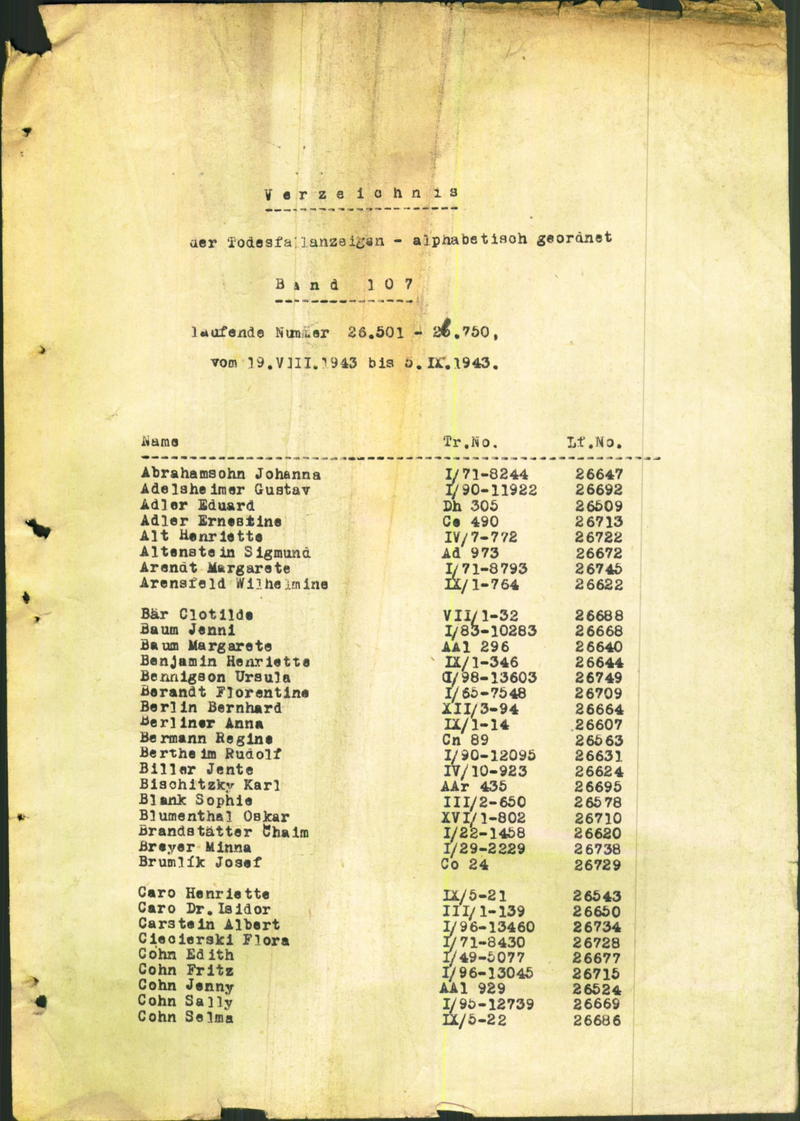 V e r z e i c h n i s
der Todesfallanzeigen - alphabetisch geordnet
B a n d 1 0 7
laufende Nummer 26.501 - 26.750,
vom 19.VIII.1943 bis 5.IX.1943.
Name Tr.No. Lf.No.
Abrahamsohn Johanna I/71-8244 26647
Adelsheimer Gustav I/90-11922 26692
Adler Eduard Dh 305 26509
Adler Ernestine Ce 490 26713
Alt Henriette IV/7-772 26722
Altenstein Sigmund Ad 973 26672
Arendt Margarete I/71-8793 26745
Arensfeld Wilhelmine IX/1-764 26622
Bär Clotilde VII/1-32 26688
Baum Jenni I/83-10283 26668
Baum Margarete AAl 296 26640
Benjamin Henriette IX/1-346 26644
Bennigson Ursula I/98-13603 26749
Berandt Florentine I/65-7548 26709
Berlin Bernhard XII/3-94 26664
Berliner Anna IX/1-14 26607
Bermann Regine Cn 89 26563
Bertheim Rudolf I/90-12095 26631
Biller Jente IV/10-923 26624
Bischitzky Karl AAr 435 26695
Blank Sophie III/2-650 26578
Blumenthal Oskar XVI/1-802 26710
Brandstätter Chaim I/22-1458 26620
Breyer Minna I/29-2229 26738
Brumlík Josef Co 24 26729
Caro Henriette IX/5-21 26543
Caro Dr.Isidor III/1-139 26650
Carstein Albert I/96-13460 26734
Ciecierski Flora I/71-8430 26728
Cohn Edith I/49-5077 26677
Cohn Fritz I/96-13045 26715
Cohn Jenny AAl 929 26524
Cohn Sally I/95-12739 26669
Cohn Selma IX/5-22 26686